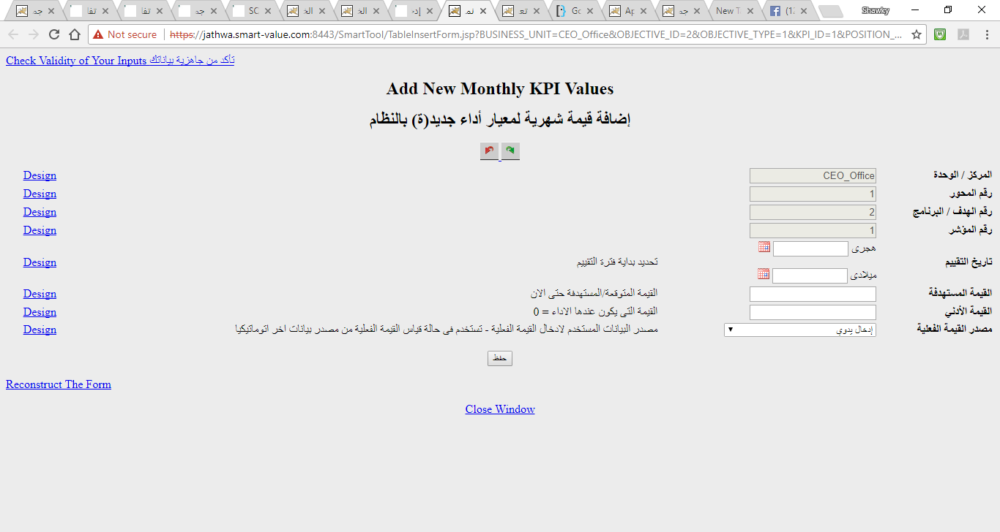 جد
تفا
تفا
جد
SC
الخ
الخ
إدخ
نم
تع
Go
Ap
جد
New T
(12
Shawky
Not secure https://jathwa.smart-value.com:8443/SmartTool/TableInsertForm.jsp?BUSINESS_UNIT=CEO_Office&OBJECTIVE_ID=2&OBJECTIVE_TYPE=1&KPI_ID=1&POSITION_...
Check Validity of Your Inputs تأكد من جاهزية بياناتك
Add New Monthly KPI Values
إضافة قيمة شهرية لمعيار أداء جديد(ة) بالنظام
المركز / الوحدة CEO_Office Design
رقم المحور 1 Design
رقم الهدف / البرنامج 2 Design
رقم المؤشر 1 Design
هجرى
تاريخ التقييم تحديد بداية فترة التقييم Design
ميلادى
القيمة المستهدفة القيمة المتوقعة/المستهدفة حتى الان Design
القيمة الأدني القيمة التى يكون عندها الاداء = 0 Design
مصدر القيمة الفعلية إدخال يدوي مصدر البيانات المستخدم لادخال القيمة الفعلية - تستخدم فى حالة قياس القيمة الفعلية من مصدر بيانات اخر اتوماتيكيا Design
حفظ
Reconstruct The Form
Close Window